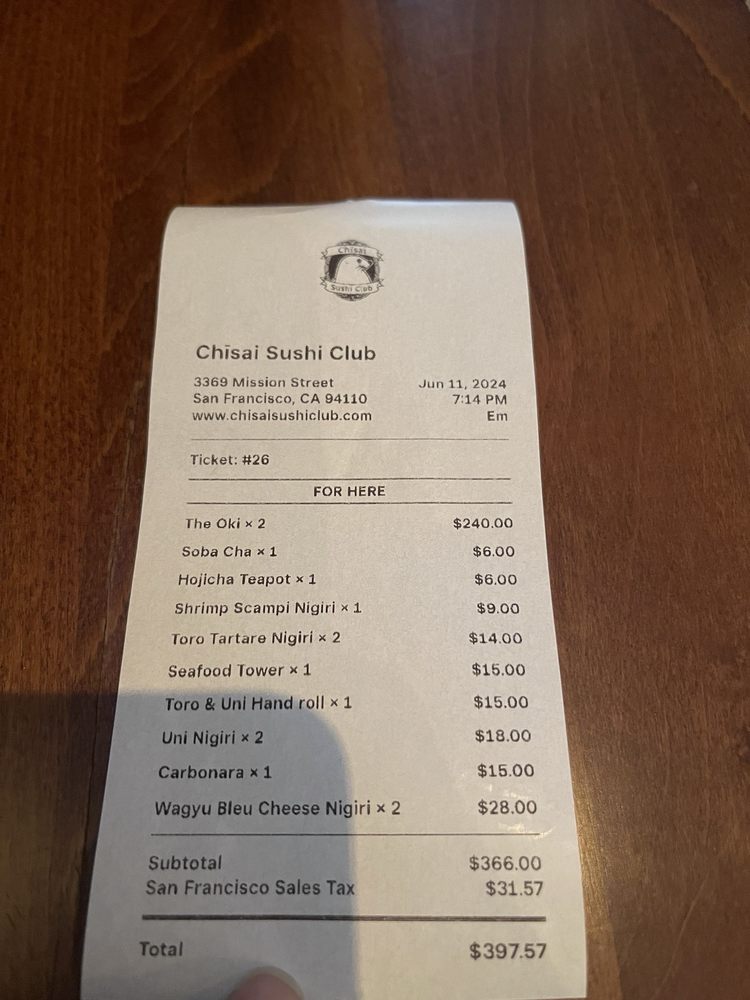 Chisai
Sushi Club
Chīsai Sushi Club
3369 Mission Street Jun 11, 2024
San Francisco, CA 94110 7:14 PM
www.chisaisushiclub.com Em
Ticket: #26
FOR HERE
The Oki × 2 $240.00
Soba Cha × 1 $6.00
Hojicha Teapot × 1 $6.00
Shrimp Scampi Nigiri × 1 $9.00
Toro Tartare Nigiri × 2 $14.00
Seafood Tower × 1 $15.00
Toro & Uni Hand roll × 1 $15.00
Uni Nigiri × 2 $18.00
Carbonara × 1 $15.00
Wagyu Bleu Cheese Nigiri × 2 $28.00
Subtotal $366.00
San Francisco Sales Tax $31.57
Total $397.57